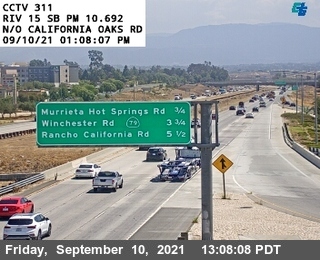 CCTV 311
RIV 15 SB PM 10.692
N/O CALIFORNIA OAKS RD
09/10/21 01:08:07 PM
Murrieta Hot Springs Rd 3/4
Winchester Rd 79 3 3/4
Rancho California Rd 5 1/2
Friday, September 10, 2021 13:08:08 PDT